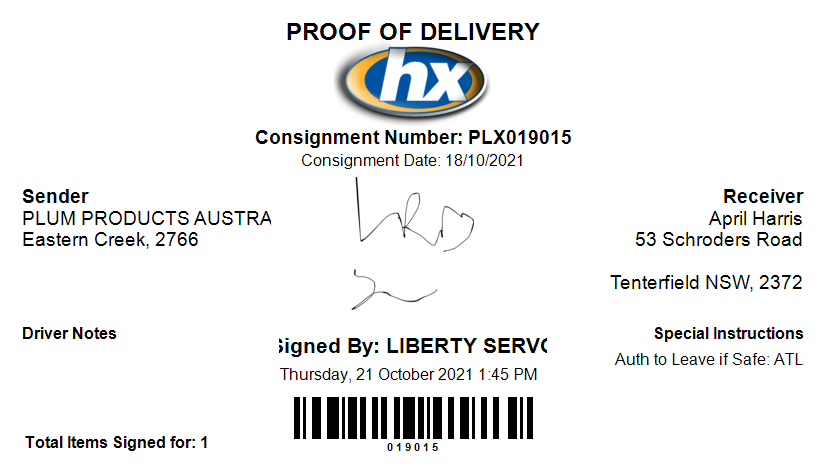 PROOF OF DELIVERY
hx
Consignment Number: PLX019015
Consignment Date: 18/10/2021
Sender
PLUM PRODUCTS AUSTRA
Eastern Creek, 2766
Receiver
April Harris
53 Schroders Road
Tenterfield NSW, 2372
Driver Notes
Special Instructions
Auth to Leave if Safe: ATL
Signed By: LIBERTY SERVO
Thursday, 21 October 2021 1:45 PM
019015
Total Items Signed for: 1